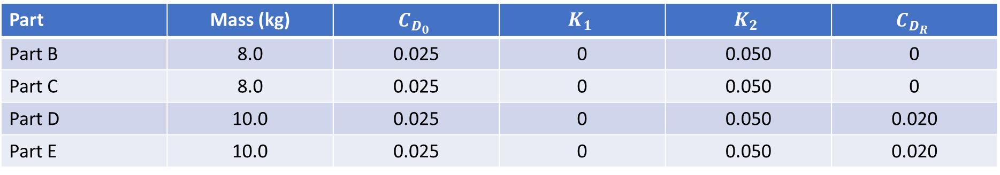 Part Mass (kg) C_{D_0} K_1 K_2 C_{D_R}
Part B 8.0 0.025 0 0.050 0
Part C 8.0 0.025 0 0.050 0
Part D 10.0 0.025 0 0.050 0.020
Part E 10.0 0.025 0 0.050 0.020